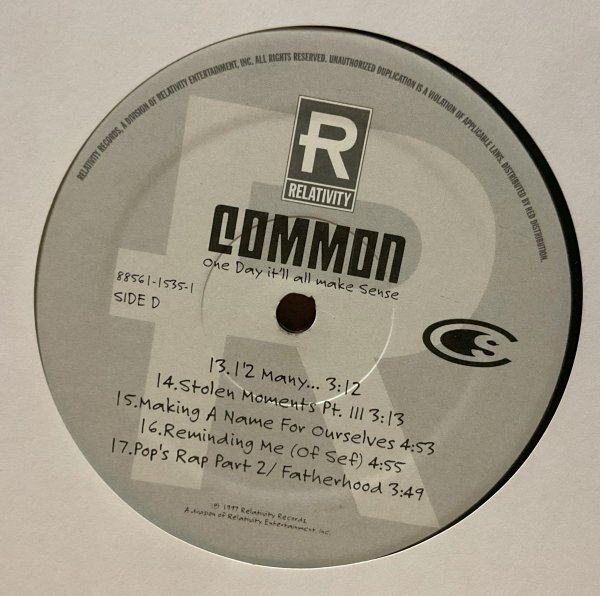 RELATIVITY RECORDS, A DIVISION OF RELATIVITY ENTERTAINMENT, INC. ALL RIGHTS RESERVED. UNAUTHORIZED DUPLICATION IS A VIOLATION OF APPLICABLE LAWS. DISTRIBUTED BY RED DISTRIBUTION.
R
RELATIVITY
COMMON
One Day it'll all make sense
88561-1535-1
SIDE D
CS
13.1'2 Many... 3:12
14.Stolen Moments Pt. III 3:13
15.Making A Name For Ourselves 4:53
16.Reminding Me (Of Sef) 4:55
17.Pop's Rap Part 2/ Fatherhood 3:49
℗ 1997 Relativity Records
A division of Relativity Entertainment, Inc.